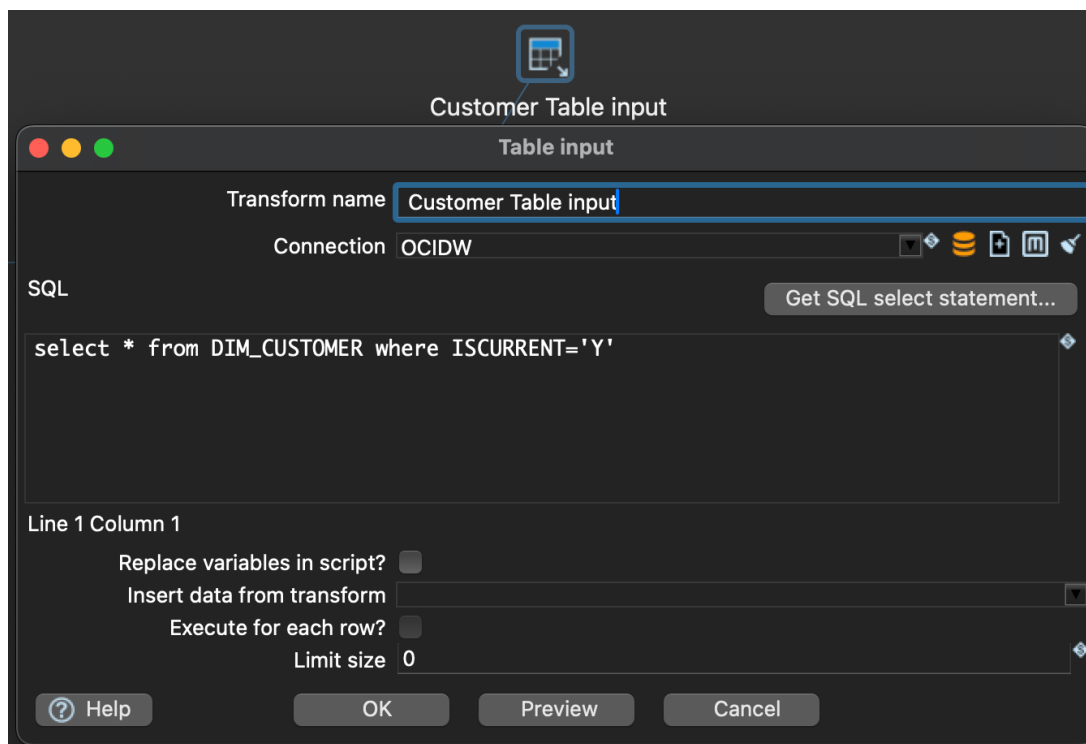 Customer Table input
Table input
Transform name Customer Table input
Connection OCIDW
SQL
Get SQL select statement...
select * from DIM_CUSTOMER where ISCURRENT='Y'
Line 1 Column 1
Replace variables in script?
Insert data from transform
Execute for each row?
Limit size 0
Help OK Preview Cancel